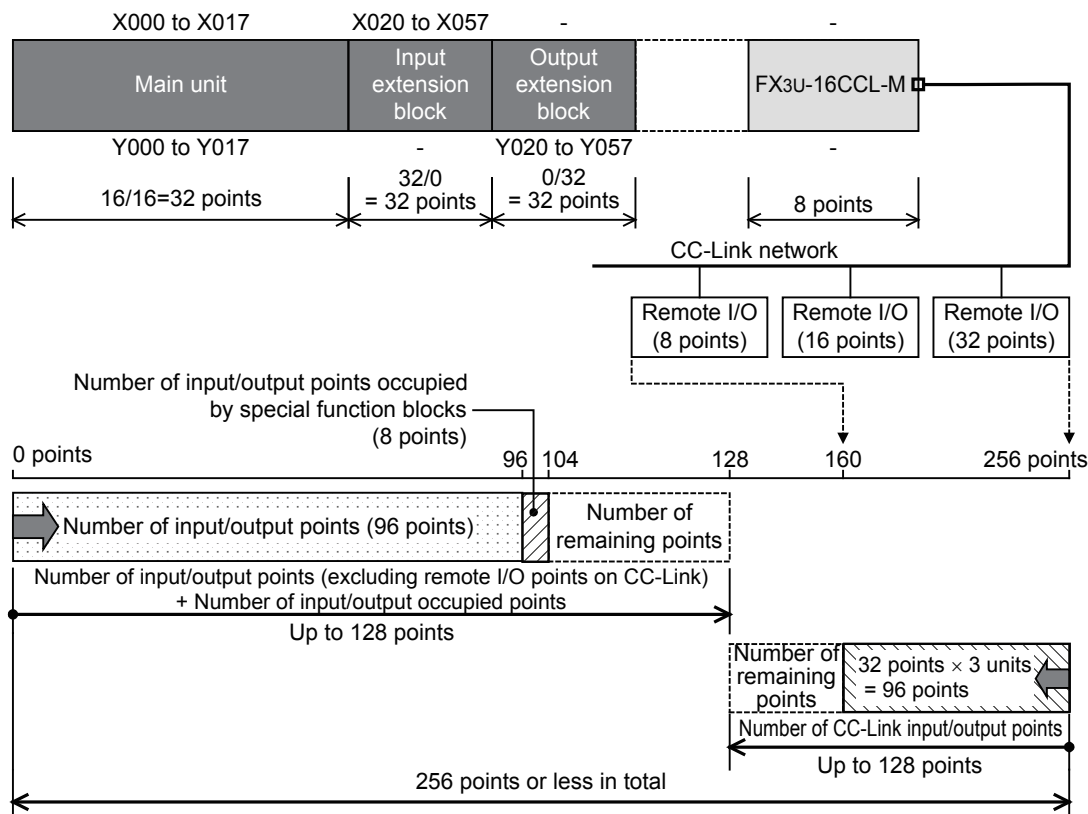 X000 to X017
X020 to X057
-
-
Main unit
Input
extension
block
Output
extension
block
FX3U-16CCL-M
Y000 to Y017
-
Y020 to Y057
-
16/16=32 points
32/0
= 32 points
0/32
= 32 points
8 points
CC-Link network
Remote I/O
(8 points)
Remote I/O
(16 points)
Remote I/O
(32 points)
Number of input/output points occupied
by special function blocks
(8 points)
0 points
96
104
128
160
256 points
Number of input/output points (96 points)
Number of
remaining points
Number of input/output points (excluding remote I/O points on CC-Link)
+ Number of input/output occupied points
Up to 128 points
Number of
remaining
points
32 points × 3 units
= 96 points
Number of CC-Link input/output points
Up to 128 points
256 points or less in total